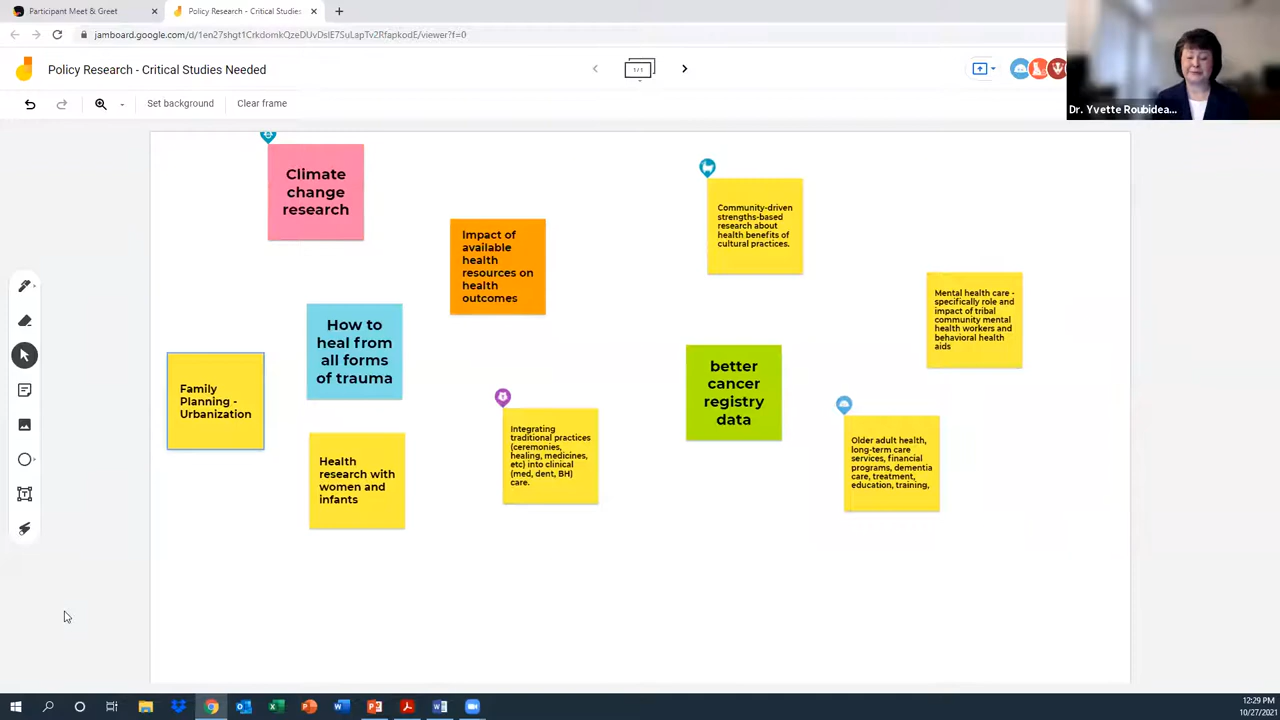 Participant Meet & Greet
Policy Research - Critical Studies
jamboard.google.com/d/1en27shgt1CrkdomkQzeDUvDslE7SuLapTv2RfapkodE/viewer?f=0
Policy Research - Critical Studies Needed
1/1
Set background
Clear frame
Dr. Yvette Roubidea...
Climate
change
research
Impact of
available
health
resources on
health
outcomes
Community-driven
strengths-based
research about
health benefits of
cultural practices.
Mental health care -
specifically role and
impact of tribal
community mental
health workers and
behavioral health
aids
How to
heal from
all forms
of trauma
Family
Planning -
Urbanization
better
cancer
registry
data
Health
research with
women and
infants
Integrating
traditional practices
(ceremonies,
healing, medicines,
etc) into clinical
(med, dent, BH)
care.
Older adult health,
long-term care
services, financial
programs, dementia
care, treatment,
education, training,
12:29 PM
10/27/2021